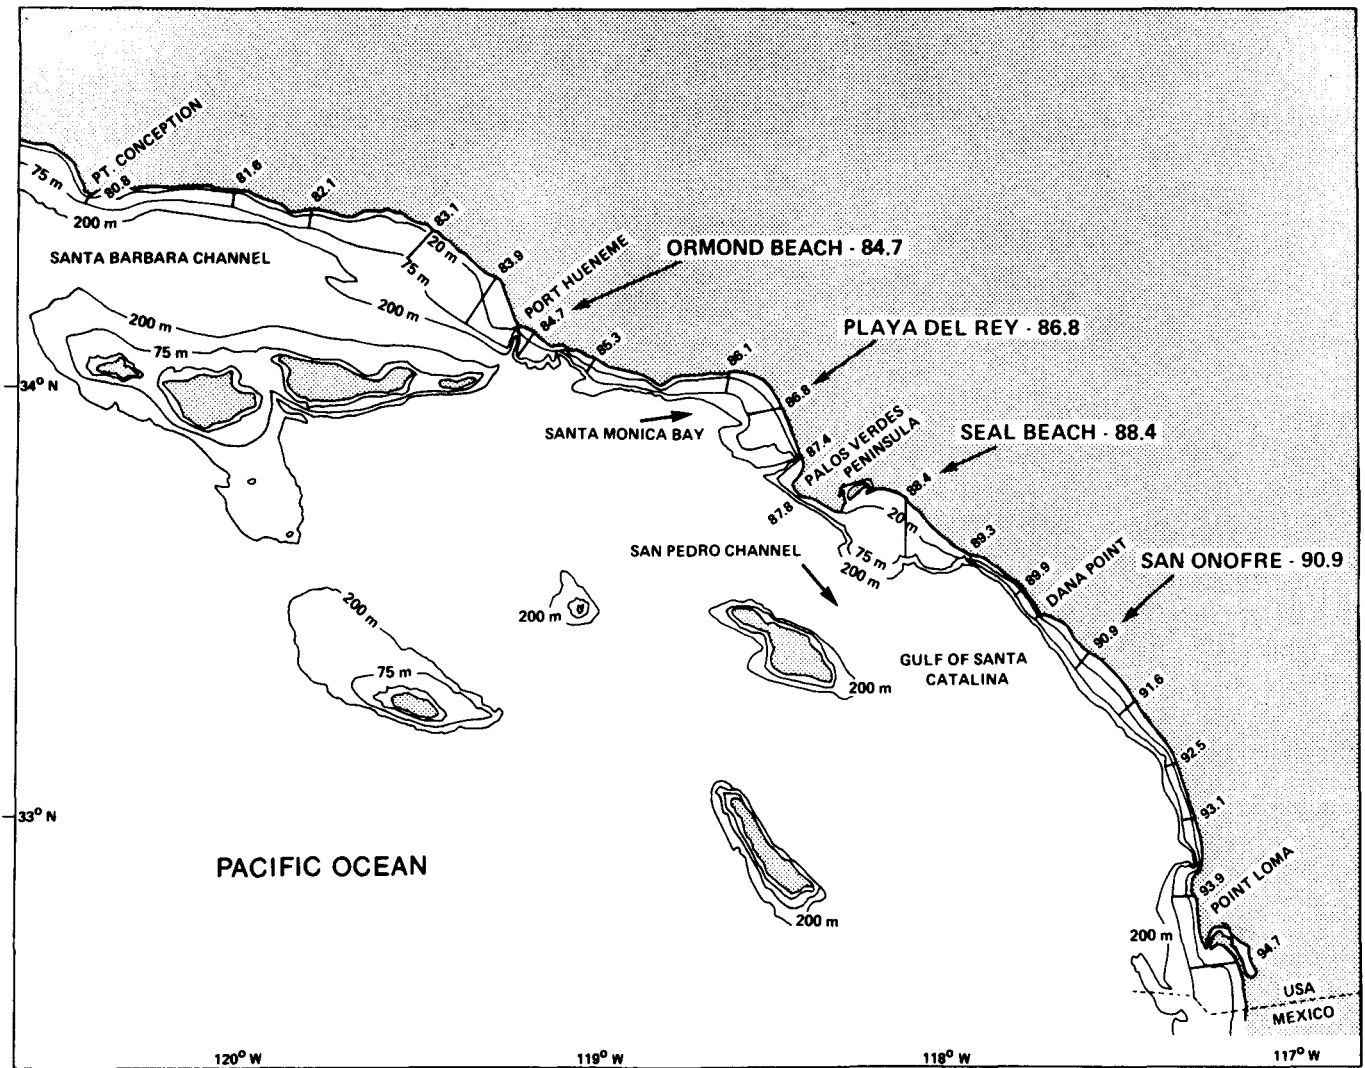 PT. CONCEPTION
75 m
80.8
81.6
82.1
83.1
200 m
SANTA BARBARA CHANNEL
20 m
75 m
83.9
PORT HUENEME
ORMOND BEACH - 84.7
200 m
84.7
200 m
75 m
85.3
86.1
PLAYA DEL REY - 86.8
34° N
86.8
SANTA MONICA BAY
87.4
PALOS VERDES
PENINSULA
SEAL BEACH - 88.4
88.4
87.8
20 m
89.3
SAN PEDRO CHANNEL
75 m
200 m
89.9
DANA POINT
SAN ONOFRE - 90.9
200 m
200 m
90.9
GULF OF SANTA
CATALINA
75 m
200 m
91.6
92.5
93.1
33° N
PACIFIC OCEAN
93.9
POINT LOMA
200 m
200 m
94.7
USA
MEXICO
120° W
119° W
118° W
117° W